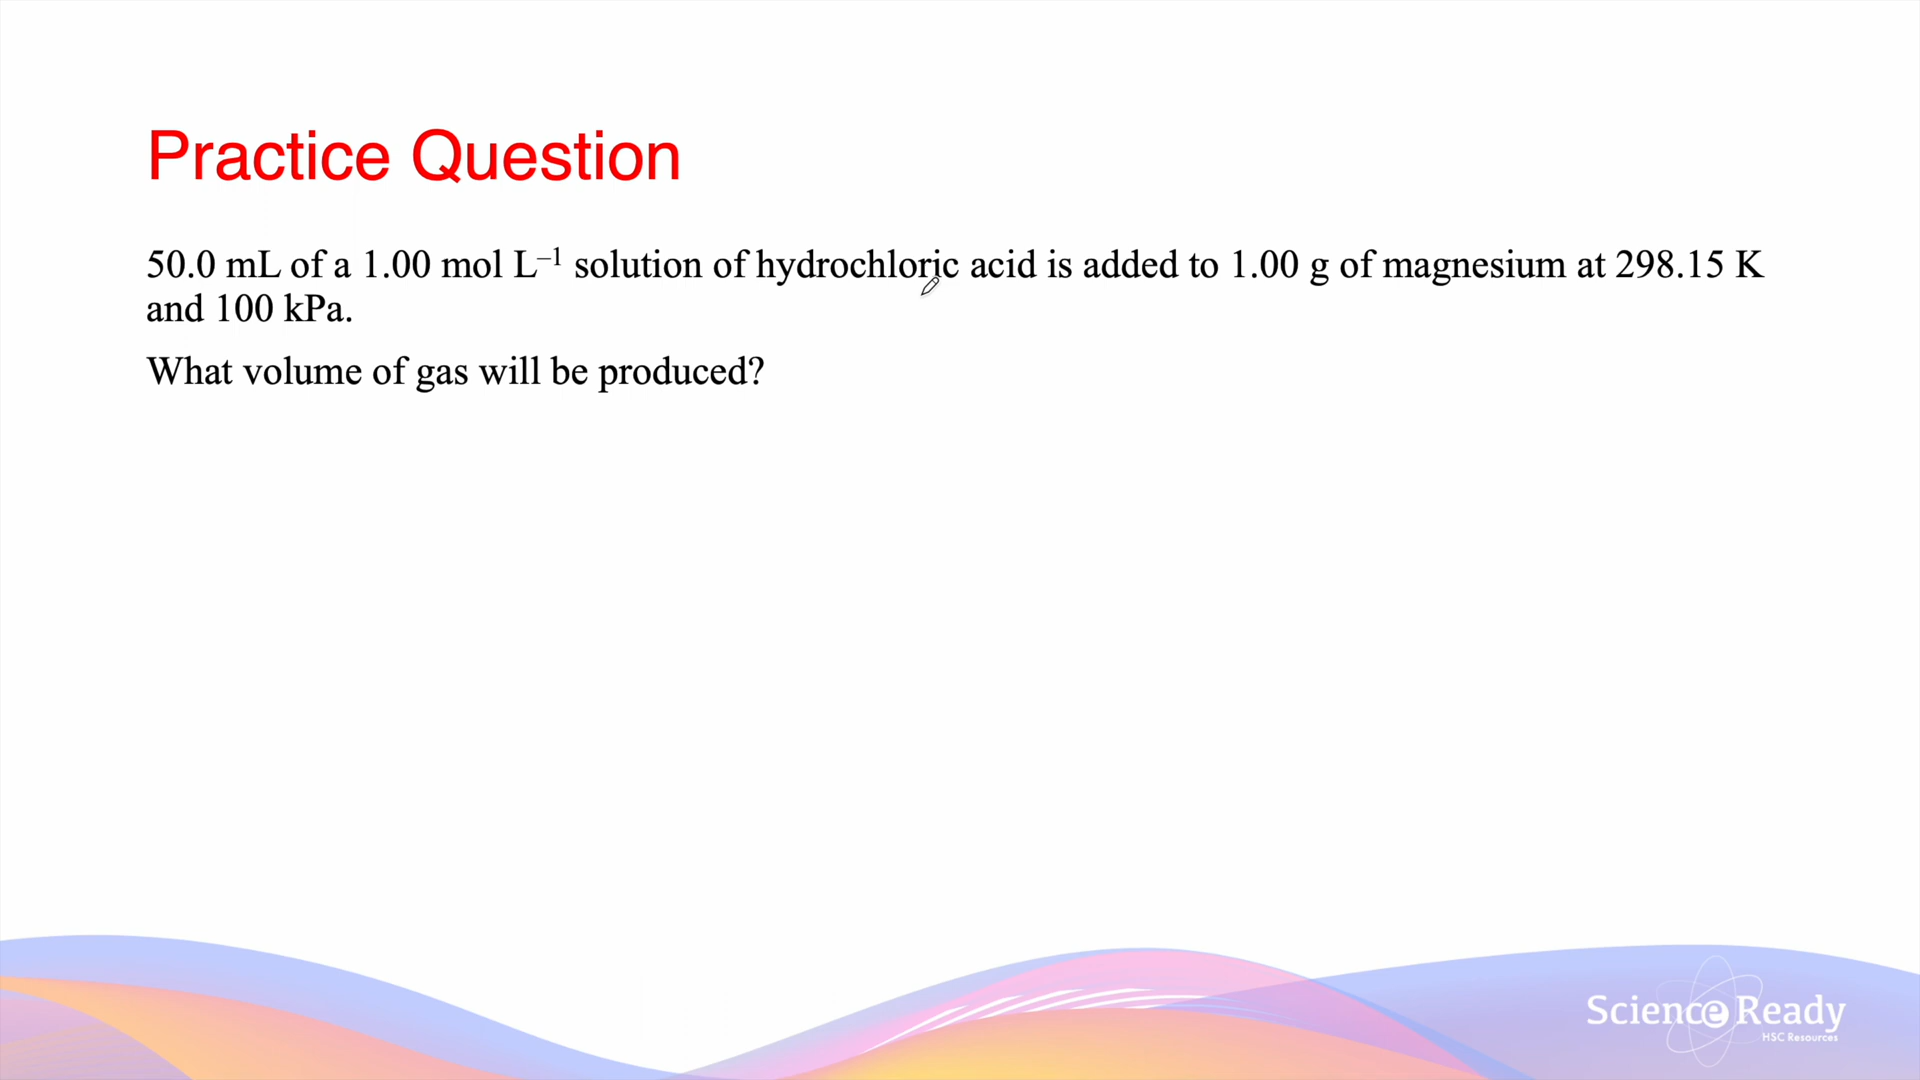 Practice Question
50.0 mL of a 1.00 mol L⁻¹ solution of hydrochloric acid is added to 1.00 g of magnesium at 298.15 K
and 100 kPa.
What volume of gas will be produced?
Science Ready
HSC Resources